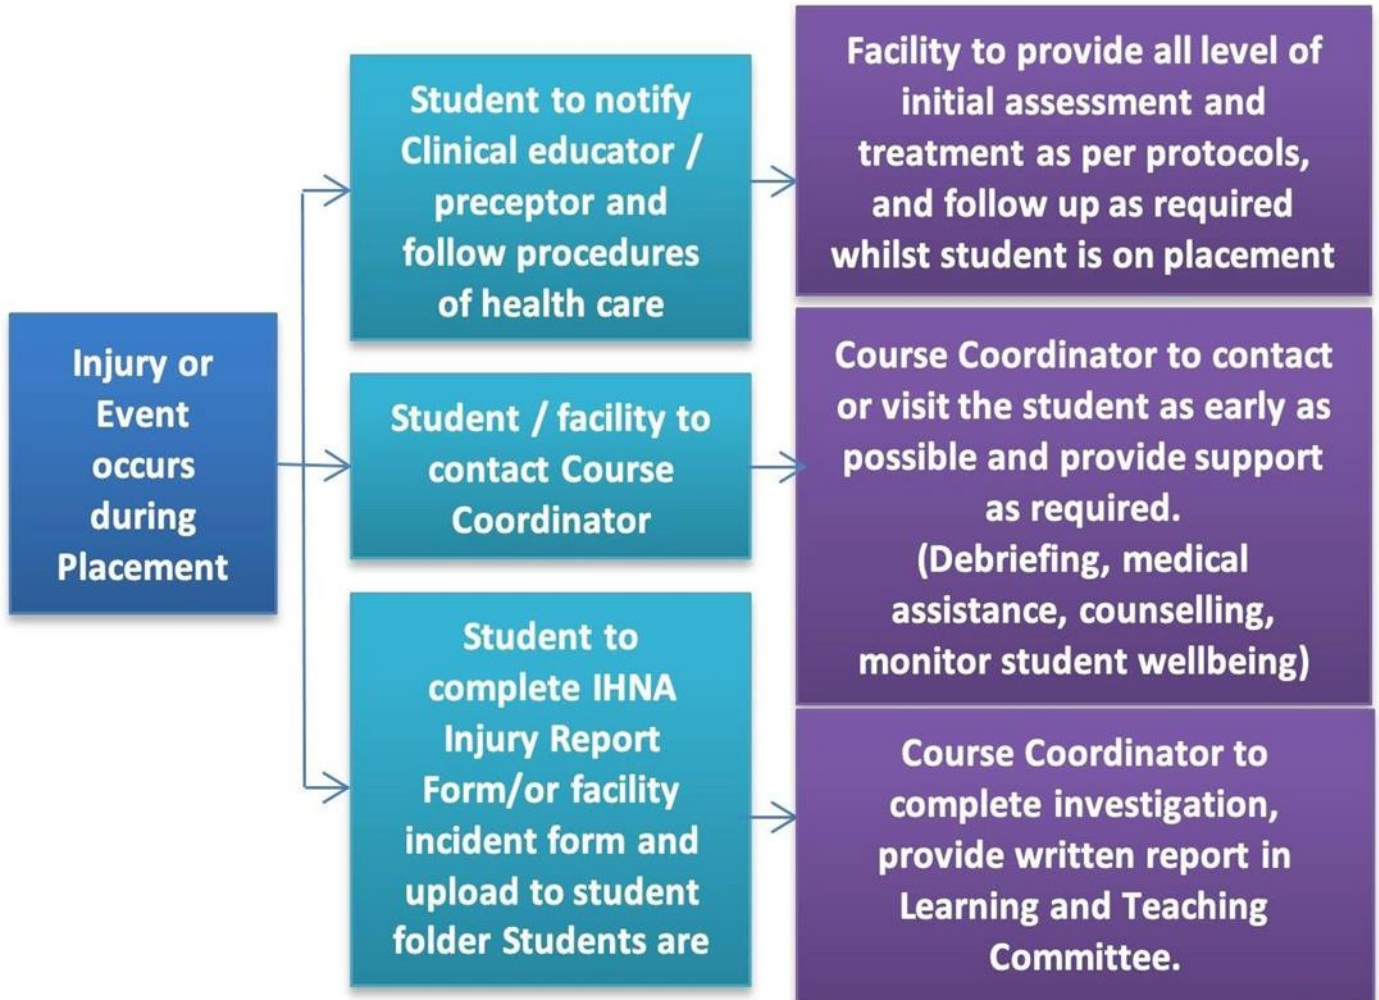 Injury or
Event
occurs
during
Placement
Student to notify
Clinical educator /
preceptor and
follow procedures
of health care
Facility to provide all level of
initial assessment and
treatment as per protocols,
and follow up as required
whilst student is on placement
Student / facility to
contact Course
Coordinator
Course Coordinator to contact
or visit the student as early as
possible and provide support
as required.
(Debriefing, medical
assistance, counselling,
monitor student wellbeing)
Student to
complete IHNA
Injury Report
Form/or facility
incident form and
upload to student
folder Students are
Course Coordinator to
complete investigation,
provide written report in
Learning and Teaching
Committee.